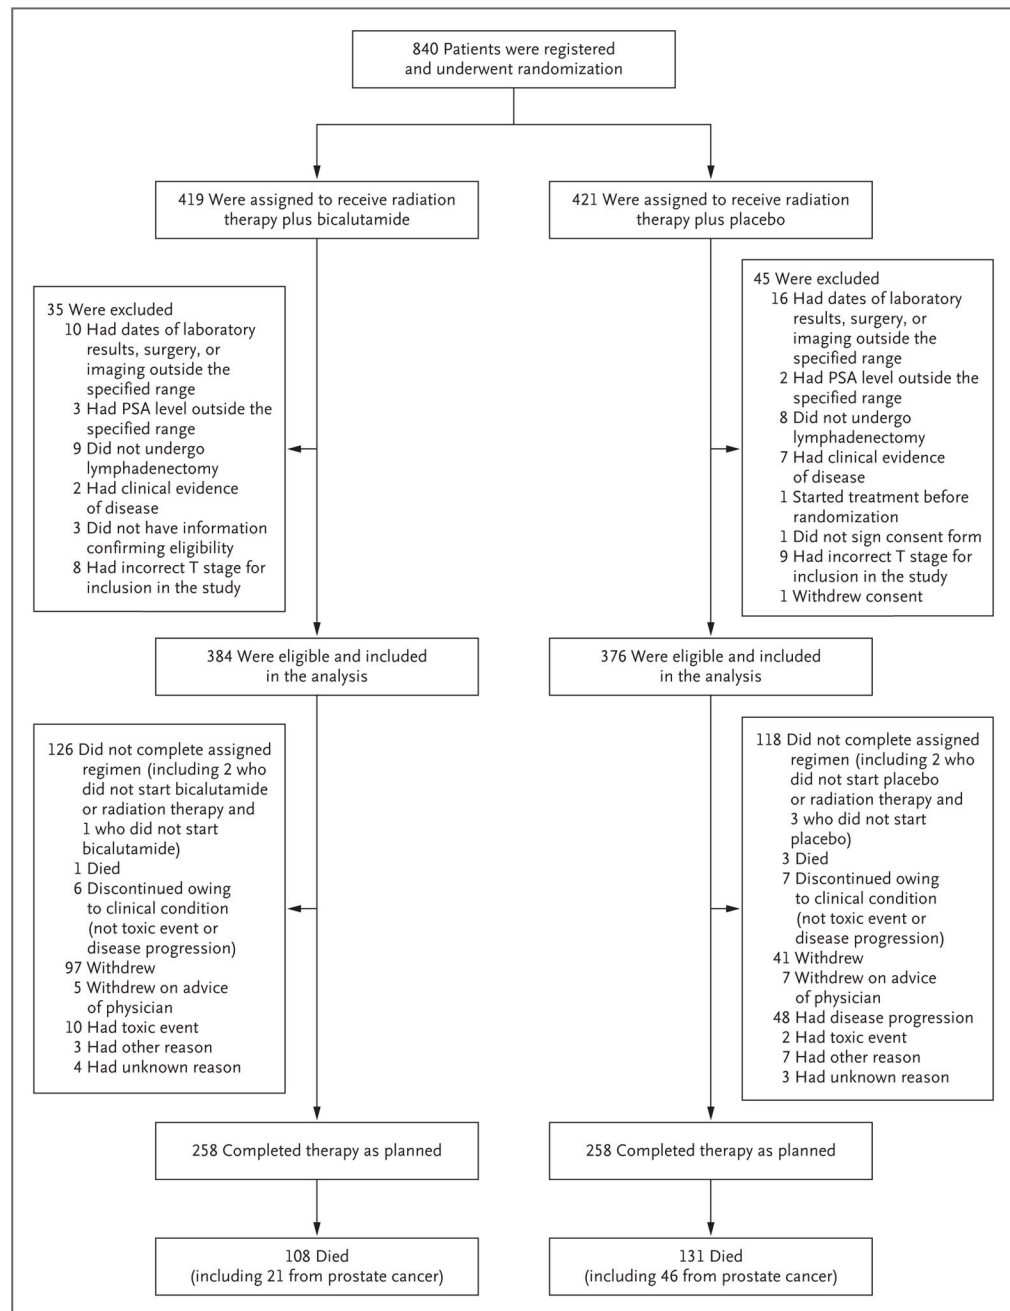 840 Patients were registered
and underwent randomization
419 Were assigned to receive radiation
therapy plus bicalutamide
421 Were assigned to receive radiation
therapy plus placebo
35 Were excluded
10 Had dates of laboratory
results, surgery, or
imaging outside the
specified range
3 Had PSA level outside the
specified range
9 Did not undergo
lymphadenectomy
2 Had clinical evidence
of disease
3 Did not have information
confirming eligibility
8 Had incorrect T stage for
inclusion in the study
45 Were excluded
16 Had dates of laboratory
results, surgery, or
imaging outside the
specified range
2 Had PSA level outside the
specified range
8 Did not undergo
lymphadenectomy
7 Had clinical evidence
of disease
1 Started treatment before
randomization
1 Did not sign consent form
9 Had incorrect T stage for
inclusion in the study
1 Withdrew consent
384 Were eligible and included
in the analysis
376 Were eligible and included
in the analysis
126 Did not complete assigned
regimen (including 2 who
did not start bicalutamide
or radiation therapy and
1 who did not start
bicalutamide)
1 Died
6 Discontinued owing
to clinical condition
(not toxic event or
disease progression)
97 Withdrew
5 Withdrew on advice
of physician
10 Had toxic event
3 Had other reason
4 Had unknown reason
118 Did not complete assigned
regimen (including 2 who
did not start placebo
or radiation therapy and
3 who did not start
placebo)
3 Died
7 Discontinued owing
to clinical condition
(not toxic event or
disease progression)
41 Withdrew
7 Withdrew on advice
of physician
48 Had disease progression
2 Had toxic event
7 Had other reason
3 Had unknown reason
258 Completed therapy as planned
258 Completed therapy as planned
108 Died
(including 21 from prostate cancer)
131 Died
(including 46 from prostate cancer)